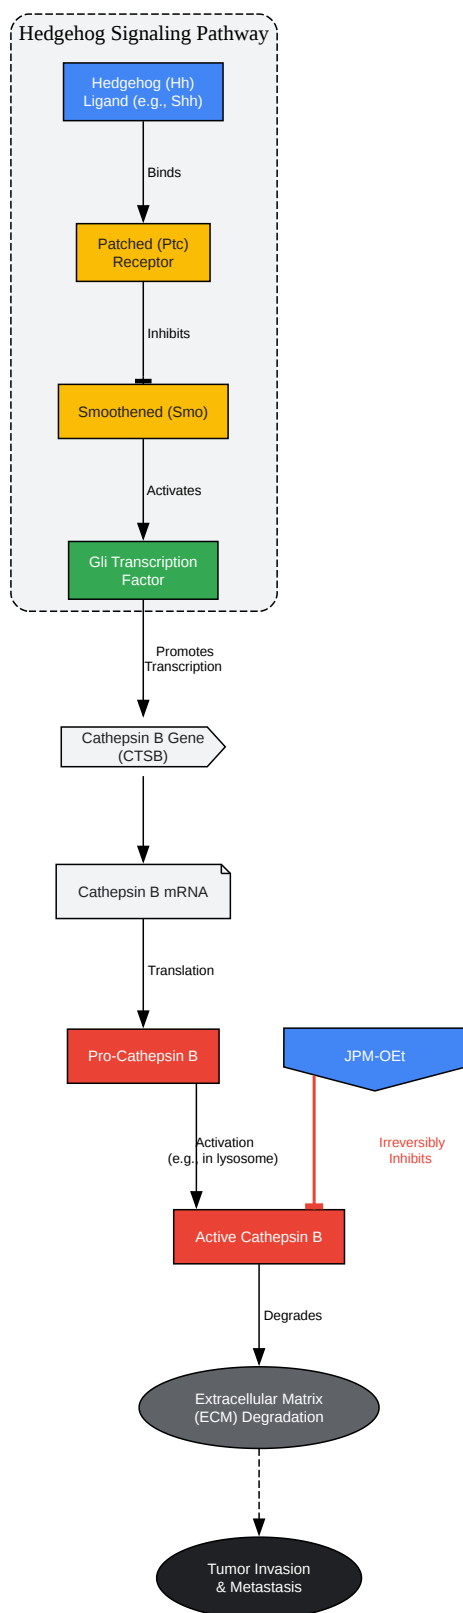 Hedgehog Signaling Pathway
Hedgehog (Hh)
Ligand (e.g., Shh)
Binds
Patched (Ptc)
Receptor
Inhibits
Smoothened (Smo)
Activates
Gli Transcription
Factor
Promotes
Transcription
Cathepsin B Gene
(CTSB)
Cathepsin B mRNA
Translation
Pro-Cathepsin B
JPM-OEt
Activation
(e.g., in lysosome)
Irreversibly
Inhibits
Active Cathepsin B
Degrades
Extracellular Matrix
(ECM) Degradation
Tumor Invasion
& Metastasis